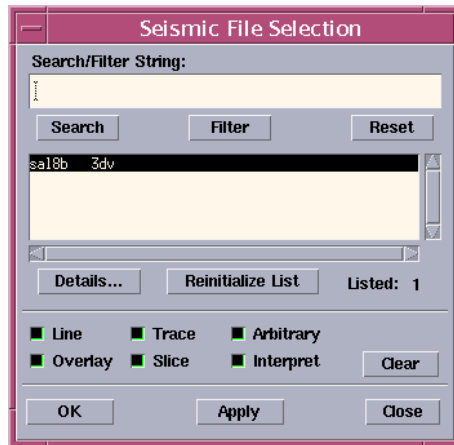 Seismic File Selection
Search/Filter String:
Search Filter Reset
sal8b 3dv
Details... Reinitialize List Listed: 1
Line Trace Arbitrary
Overlay Slice Interpret Clear
OK Apply Close